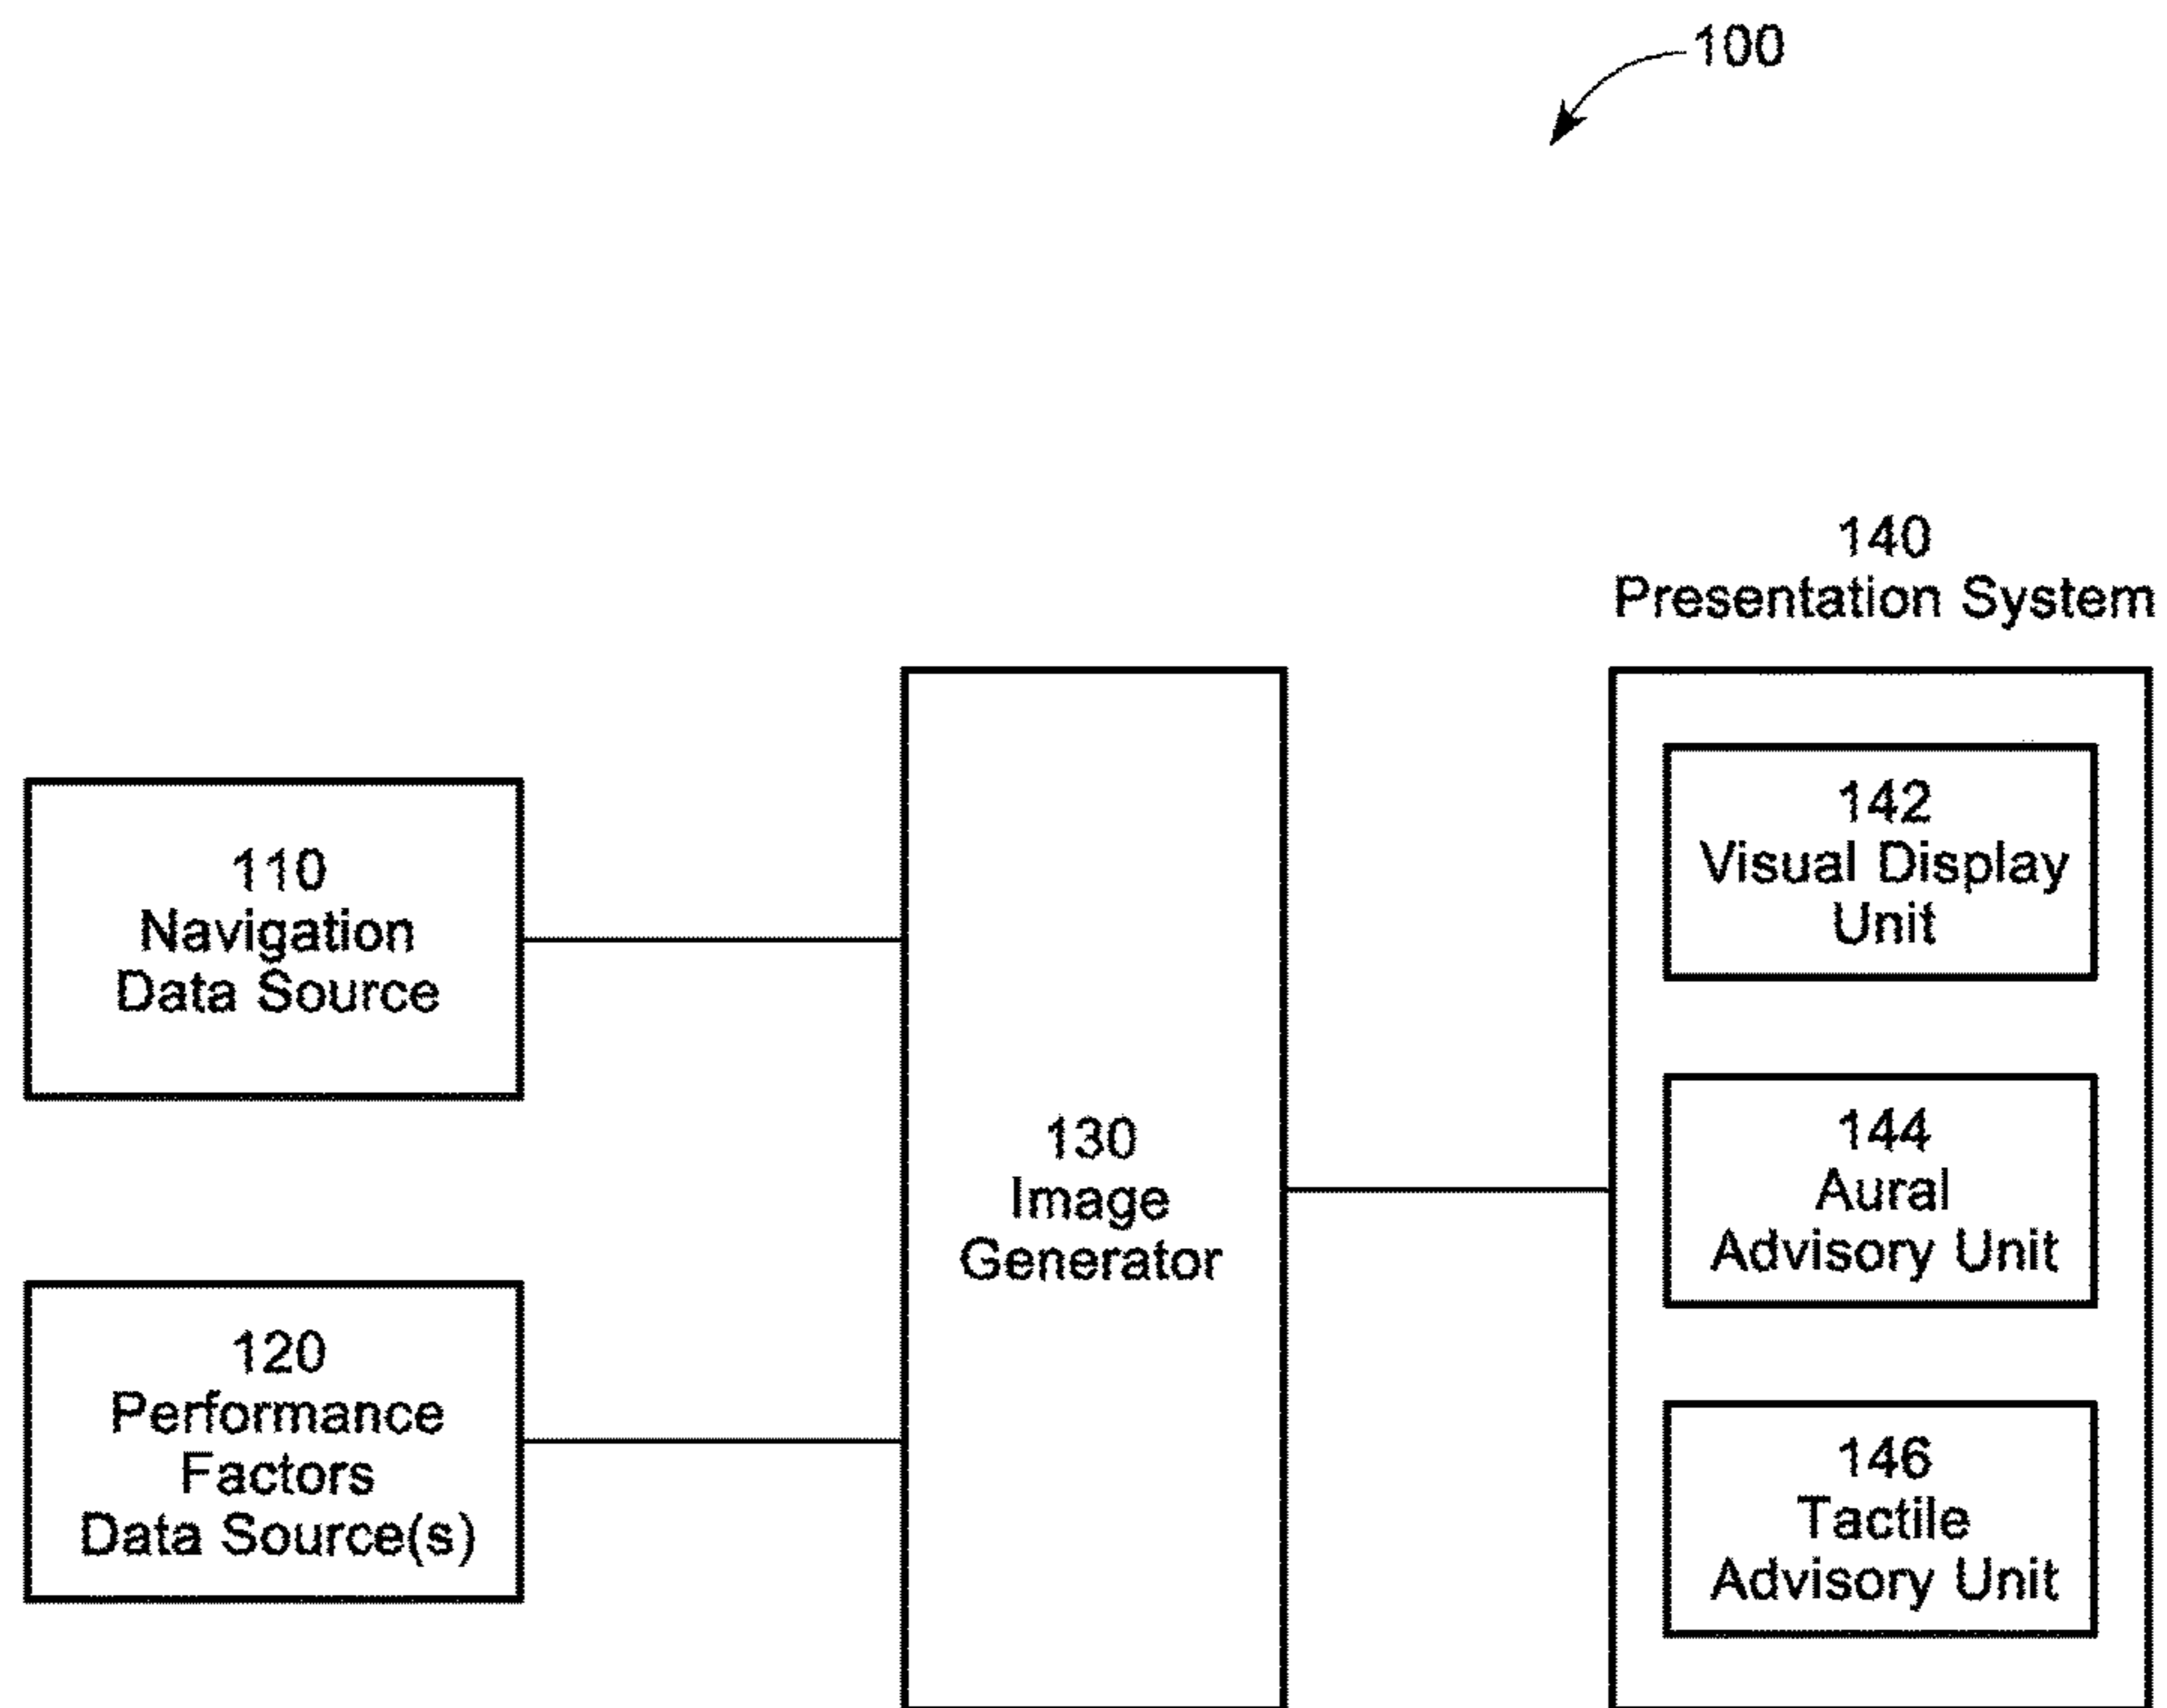 100
140
Presentation System
110
Navigation
Data Source
120
Performance
Factors
Data Source(s)
130
Image
Generator
142
Visual Display
Unit
144
Aural
Advisory Unit
146
Tactile
Advisory Unit